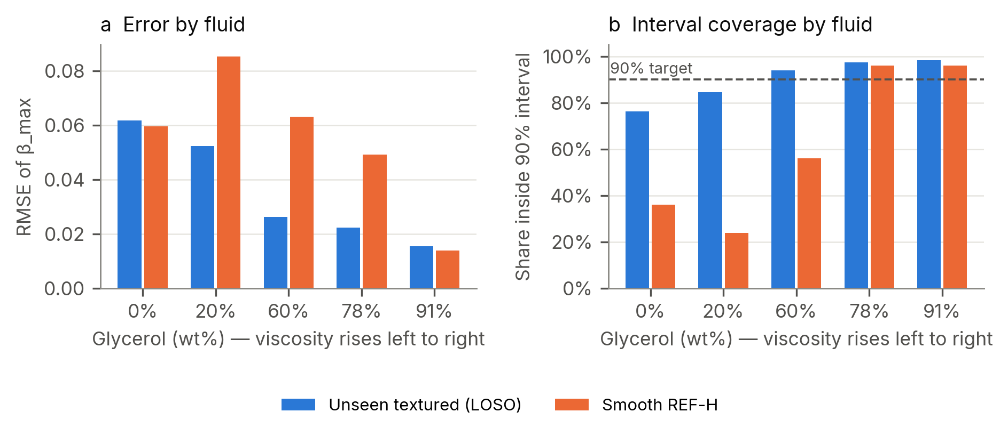 a Error by fluid
RMSE of β_max
0.08
0.06
0.04
0.02
0.00
0% 20% 60% 78% 91%
Glycerol (wt%) — viscosity rises left to right
b Interval coverage by fluid
Share inside 90% interval
100%
80%
60%
40%
20%
0%
90% target
0% 20% 60% 78% 91%
Glycerol (wt%) — viscosity rises left to right
Unseen textured (LOSO) Smooth REF-H